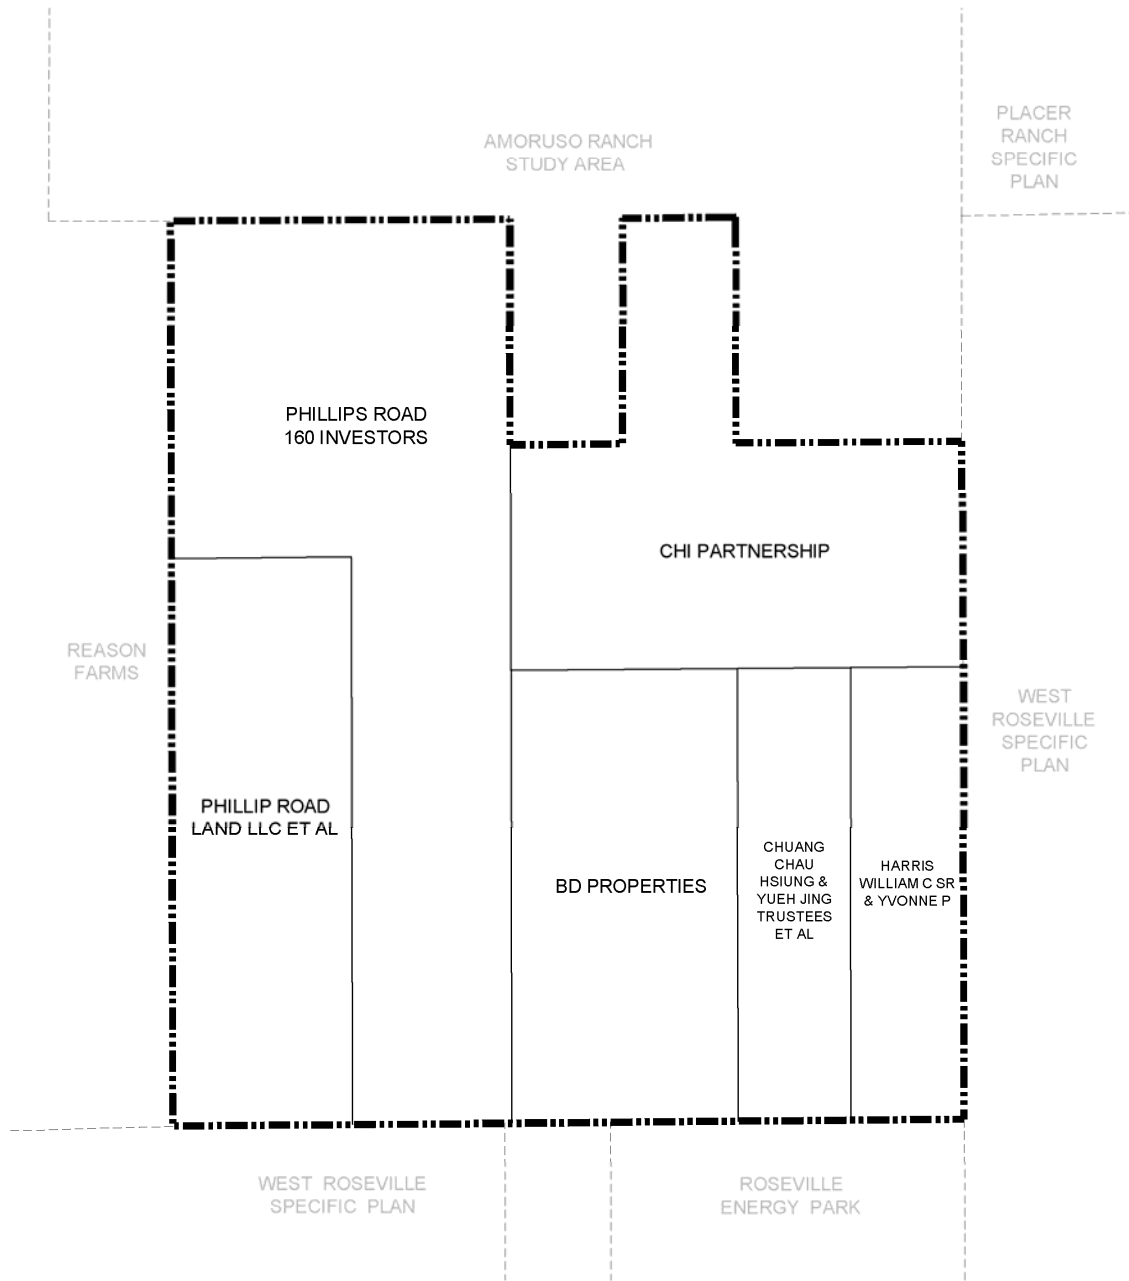 PLACER
RANCH
SPECIFIC
PLAN
AMORUSO RANCH
STUDY AREA
PHILLIPS ROAD
160 INVESTORS
CHI PARTNERSHIP
REASON
FARMS
WEST
ROSEVILLE
SPECIFIC
PLAN
PHILLIP ROAD
LAND LLC ET AL
BD PROPERTIES
CHUANG
CHAU
HSIUNG &
YUEH JING
TRUSTEES
ET AL
HARRIS
WILLIAM C SR
& YVONNE P
WEST ROSEVILLE
SPECIFIC PLAN
ROSEVILLE
ENERGY PARK